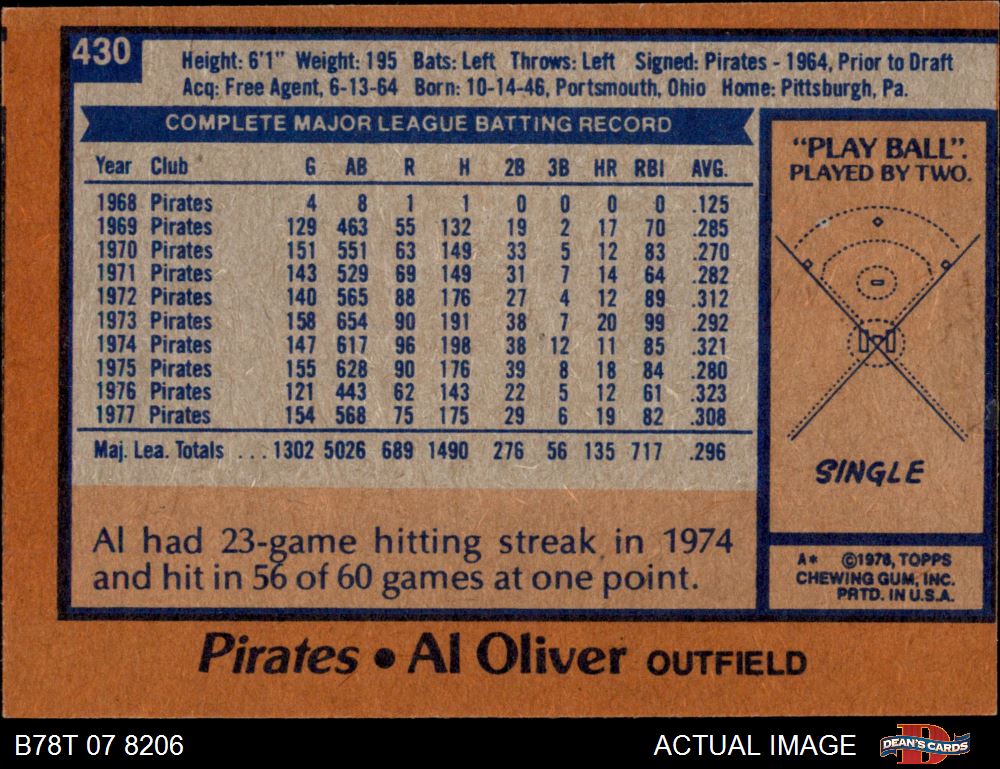 430
Height: 6'1" Weight: 195 Bats: Left Throws: Left Signed: Pirates - 1964, Prior to Draft
Acq: Free Agent, 6-13-64 Born: 10-14-46, Portsmouth, Ohio Home: Pittsburgh, Pa.
COMPLETE MAJOR LEAGUE BATTING RECORD
Year Club G AB R H 2B 3B HR RBI AVG.
1968 Pirates 4 8 1 1 0 0 0 0 .125
1969 Pirates 129 463 55 132 19 2 17 70 .285
1970 Pirates 151 551 63 149 33 5 12 83 .270
1971 Pirates 143 529 69 149 31 7 14 64 .282
1972 Pirates 140 565 88 176 27 4 12 89 .312
1973 Pirates 158 654 90 191 38 7 20 99 .292
1974 Pirates 147 617 96 198 38 12 11 85 .321
1975 Pirates 155 628 90 176 39 8 18 84 .280
1976 Pirates 121 443 62 143 22 5 12 61 .323
1977 Pirates 154 568 75 175 29 6 19 82 .308
Maj. Lea. Totals ... 1302 5026 689 1490 276 56 135 717 .296
Al had 23-game hitting streak in 1974
and hit in 56 of 60 games at one point.
"PLAY BALL".
PLAYED BY TWO.
SINGLE
A* ©1978, TOPPS
CHEWING GUM, INC.
PRTD. IN U.S.A.
Pirates • Al Oliver OUTFIELD
B78T 07 8206
ACTUAL IMAGE
DEAN'S CARDS